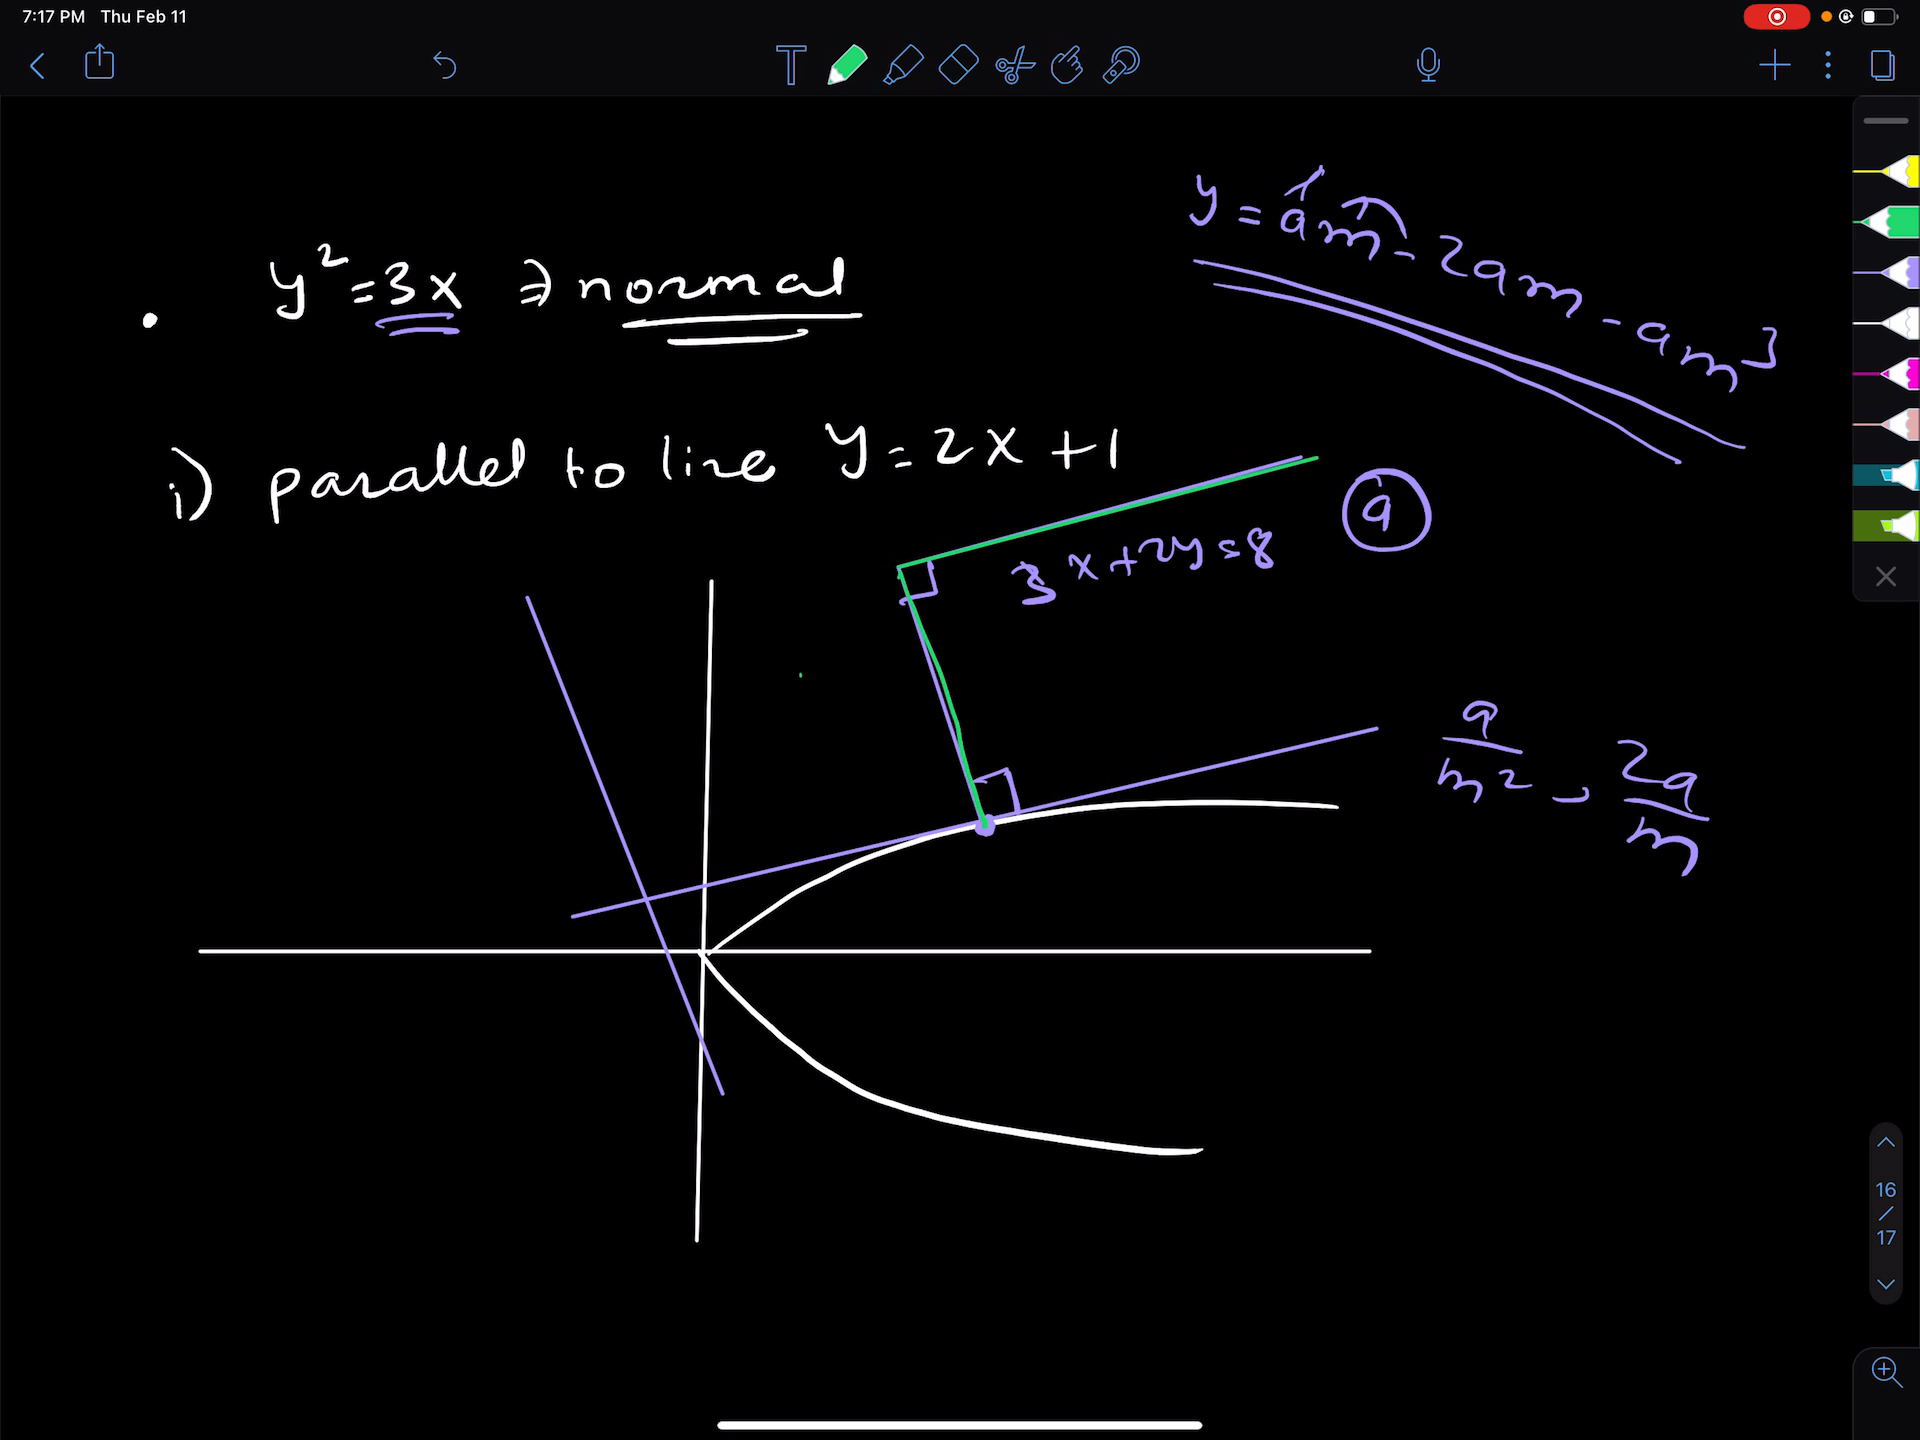 7:17 PM Thu Feb 11
y² = 3x ⇒ normal
y = am - 2am - am³
i) parallel to line y = 2x + 1
a
3x + 2y = 8
a/m² , 2a/m
16
/
17